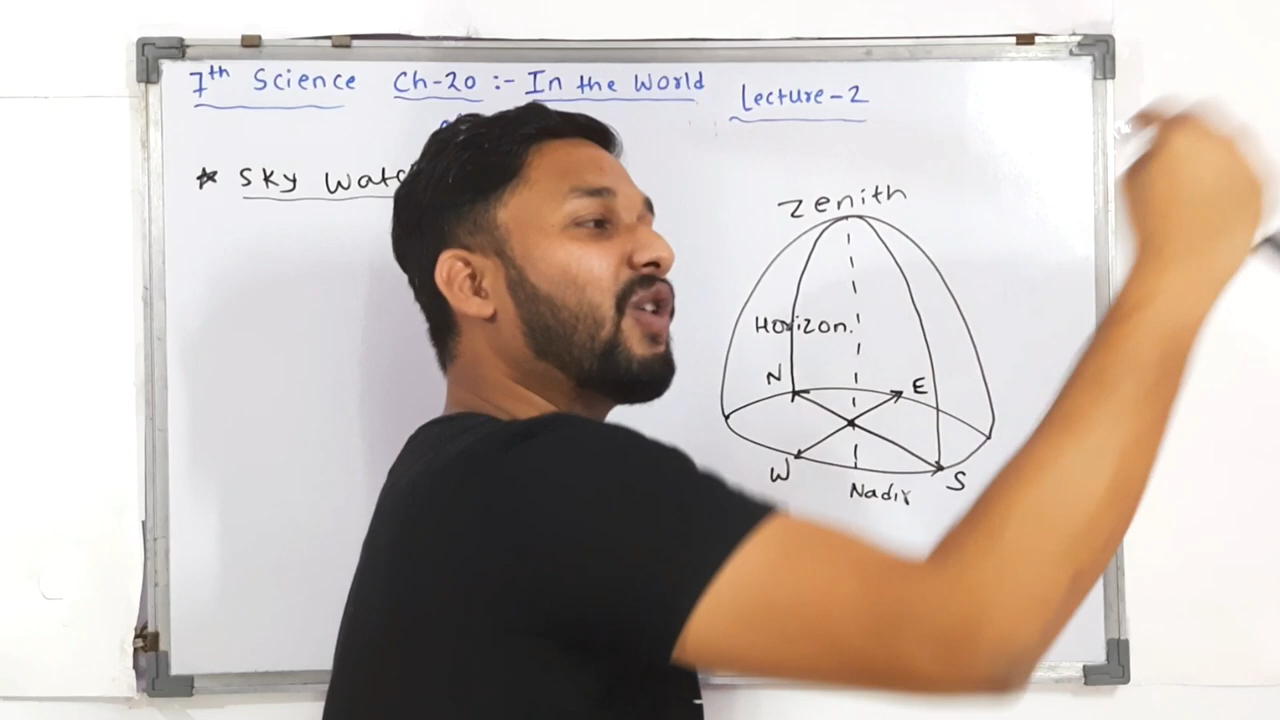 7th Science Ch-20 :- In the World Lecture-2
* Sky
Zenith
Horizon.
N E
W S
Nadir